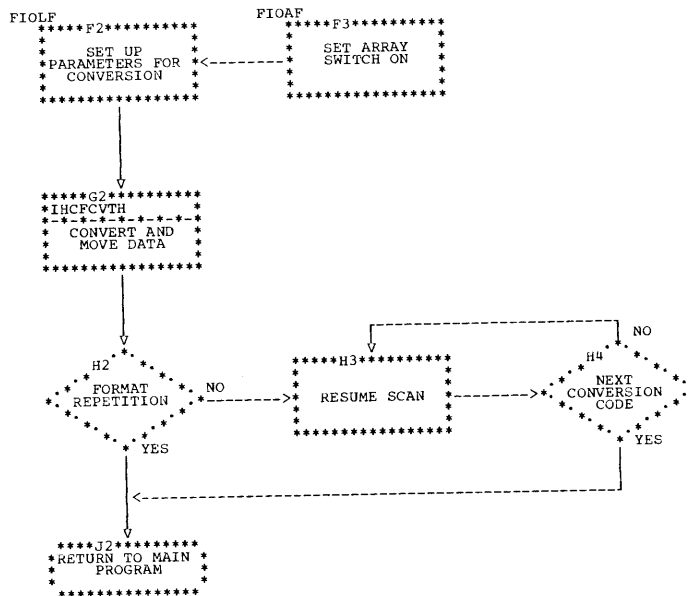 FIOLF
F2
SET UP
PARAMETERS FOR
CONVERSION
FIOAF
F3
SET ARRAY
SWITCH ON
G2
IHCFCVTH
CONVERT AND
MOVE DATA
H2
FORMAT
REPETITION
NO
YES
H3
RESUME SCAN
H4
NEXT
CONVERSION
CODE
NO
YES
J2
RETURN TO MAIN
PROGRAM